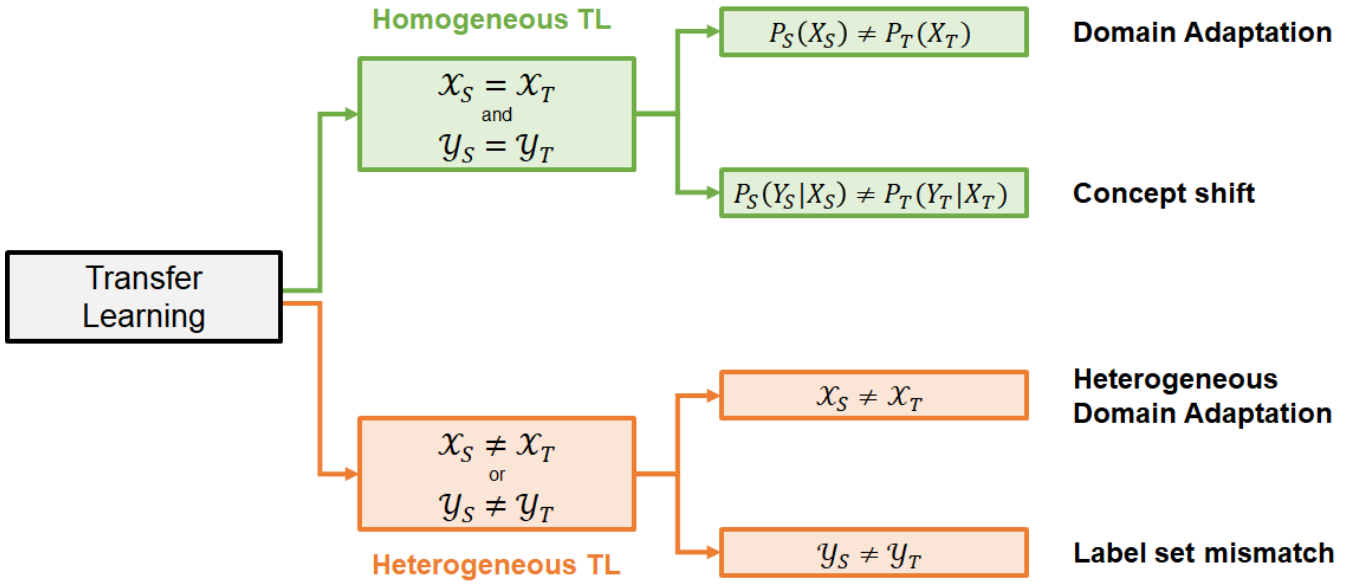 Homogeneous TL
𝒳_S = 𝒳_T
and
𝒴_S = 𝒴_T
P_S(X_S) ≠ P_T(X_T)
Domain Adaptation
P_S(Y_S|X_S) ≠ P_T(Y_T|X_T)
Concept shift
Transfer
Learning
𝒳_S ≠ 𝒳_T
or
𝒴_S ≠ 𝒴_T
Heterogeneous TL
𝒳_S ≠ 𝒳_T
Heterogeneous
Domain Adaptation
𝒴_S ≠ 𝒴_T
Label set mismatch